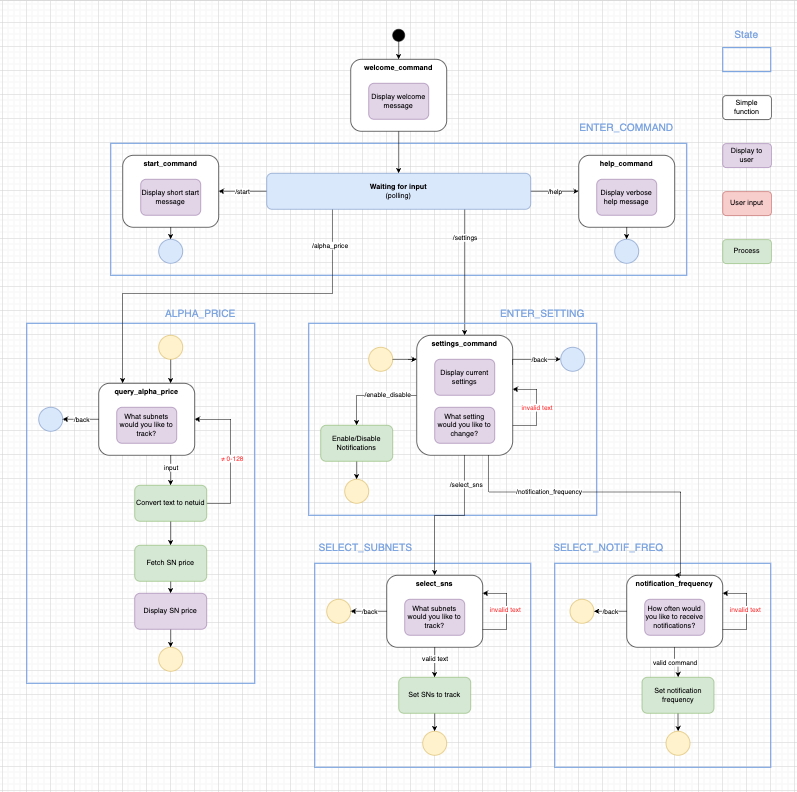 State
welcome_command
Display welcome
message
Simple
function
ENTER_COMMAND
start_command
Display short start
message
/start
Waiting for input
(polling)
/help
help_command
Display verbose
help message
Display to
user
User input
Process
/alpha_price
/settings
ALPHA_PRICE
query_alpha_price
What subnets
would you like to
track?
/back
input
≠ 0-128
Convert text to netuid
Fetch SN price
Display SN price
ENTER_SETTING
settings_command
Display current
settings
What setting
would you like to
change?
/back
invalid text
/enable_disable
Enable/Disable
Notifications
/select_sns
/notification_frequency
SELECT_SUBNETS
select_sns
What subnets
would you like to
track?
/back
invalid text
valid text
Set SNs to track
SELECT_NOTIF_FREQ
notification_frequency
How often would
you like to receive
notifications?
/back
invalid text
valid command
Set notification
frequency